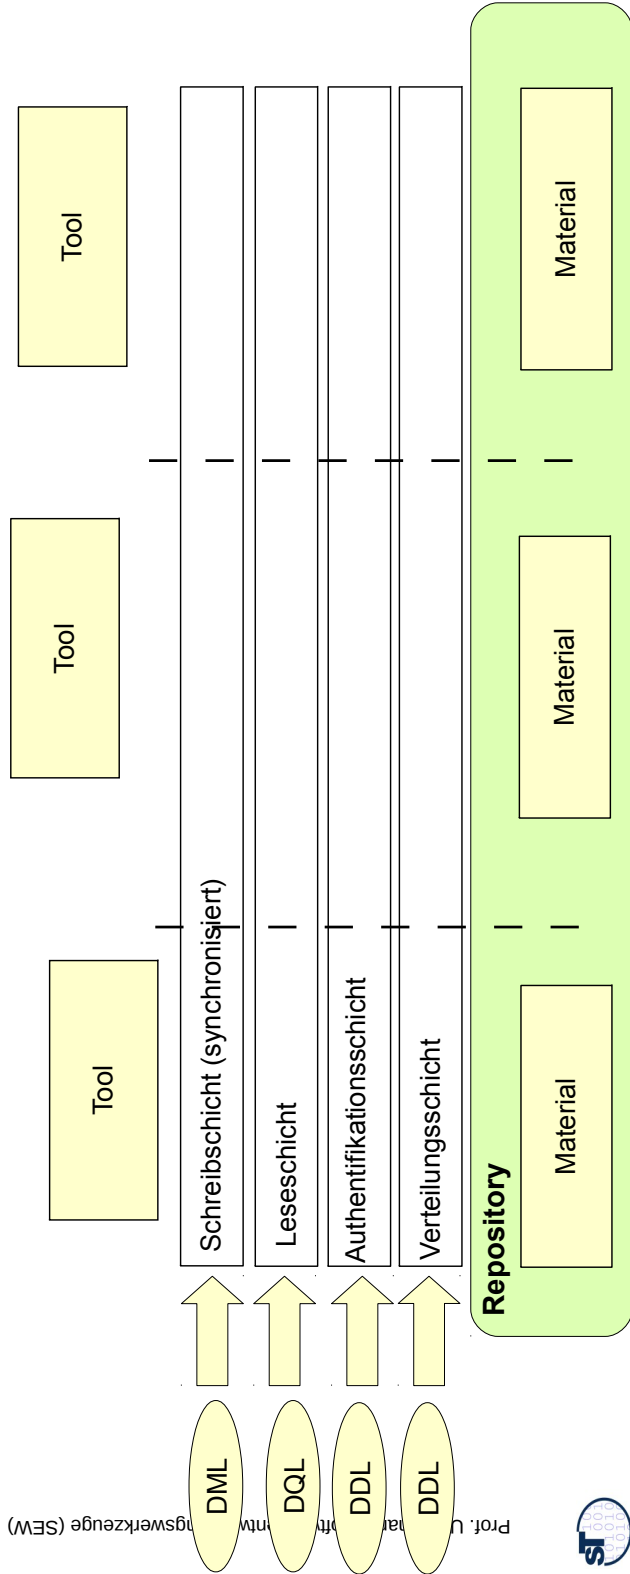 Tool
Tool
Tool
DML
Schreibschicht (synchronisiert)
DQL
Leseschicht
DDL
Authentifikationsschicht
DDL
Verteilungsschicht
Repository
Material
Material
Material
Prof. U.
ngswerkzeuge (SEW)
ST